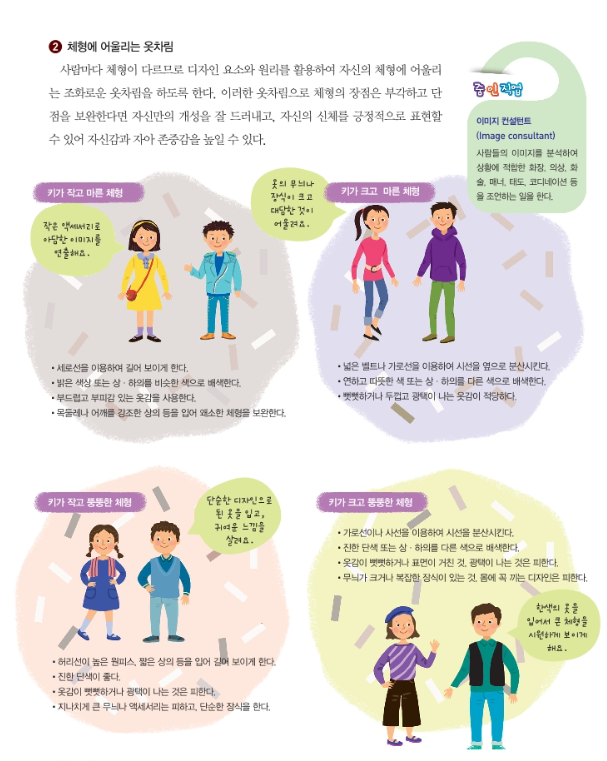 2 체형에 어울리는 옷차림
사람마다 체형이 다르므로 디자인 요소와 원리를 활용하여 자신의 체형에 어울리
는 조화로운 옷차림을 하도록 한다. 이러한 옷차림으로 체형의 장점은 부각하고 단
점을 보완한다면 자신만의 개성을 잘 드러내고, 자신의 신체를 긍정적으로 표현할
수 있어 자신감과 자아 존중감을 높일 수 있다.
줌 인 직업
이미지 컨설턴트
(Image consultant)
사람들의 이미지를 분석하여
상황에 적합한 화장, 의상, 화
술, 매너, 태도, 코디네이션 등
을 조언하는 일을 한다.
키가 작고 마른 체형
작은 액세서리로
아담한 이미지를
연출해요.
• 세로선을 이용하여 길어 보이게 한다.
• 밝은 색상 또는 상 · 하의를 비슷한 색으로 배색한다.
• 부드럽고 부피감 있는 옷감을 사용한다.
• 목둘레나 어깨를 강조한 상의 등을 입어 왜소한 체형을 보완한다.
키가 크고 마른 체형
옷의 무늬나
장식이 크고
대담한 것이
어울려요.
• 넓은 벨트나 가로선을 이용하여 시선을 옆으로 분산시킨다.
• 연하고 따뜻한 색 또는 상 · 하의를 다른 색으로 배색한다.
• 뻣뻣하거나 두껍고 광택이 나는 옷감이 적당하다.
키가 작고 뚱뚱한 체형
단순한 디자인으로
된 옷을 입고,
귀여운 느낌을
살려요.
• 허리선이 높은 원피스, 짧은 상의 등을 입어 길어 보이게 한다.
• 진한 단색이 좋다.
• 옷감이 뻣뻣하거나 광택이 나는 것은 피한다.
• 지나치게 큰 무늬나 액세서리는 피하고, 단순한 장식을 한다.
키가 크고 뚱뚱한 체형
• 가로선이나 사선을 이용하여 시선을 분산시킨다.
• 진한 단색 또는 상 · 하의를 다른 색으로 배색한다.
• 옷감이 뻣뻣하거나 표면이 거친 것, 광택이 나는 것은 피한다.
• 무늬가 크거나 복잡한 장식이 있는 것, 몸에 꼭 끼는 디자인은 피한다.
한색의 옷을
입어서 큰 체형을
시원하게 보이게
해요.